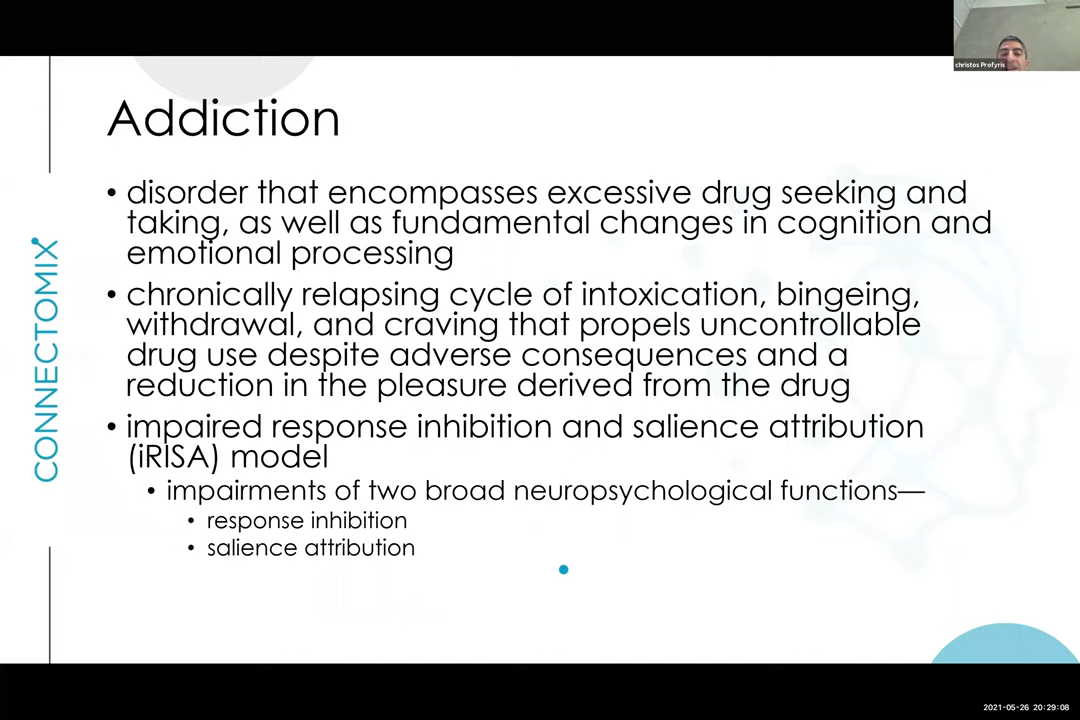 christos Profyris
Addiction
CONNECTOMIX
• disorder that encompasses excessive drug seeking and
taking, as well as fundamental changes in cognition and
emotional processing
• chronically relapsing cycle of intoxication, bingeing,
withdrawal, and craving that propels uncontrollable
drug use despite adverse consequences and a
reduction in the pleasure derived from the drug
• impaired response inhibition and salience attribution
(iRISA) model
• impairments of two broad neuropsychological functions—
• response inhibition
• salience attribution
2021-05-26 20:29:08